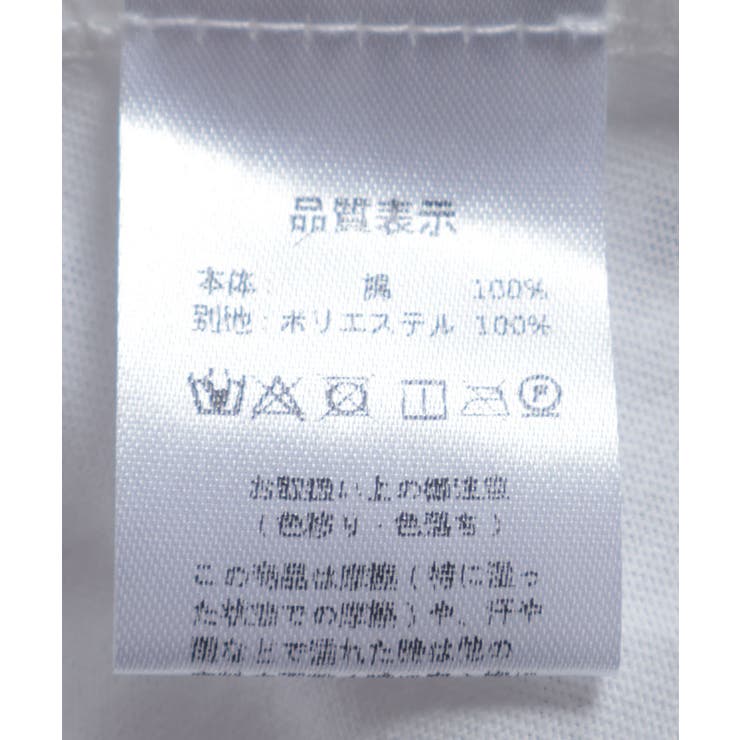 品質表示
本体: 綿 100%
別地: ポリエステル 100%
お取扱い上の御注意
(色移り・色落ち)
この商品は摩擦(特に湿っ
た状態での摩擦)や、汗や
雨などで濡れた時は他の